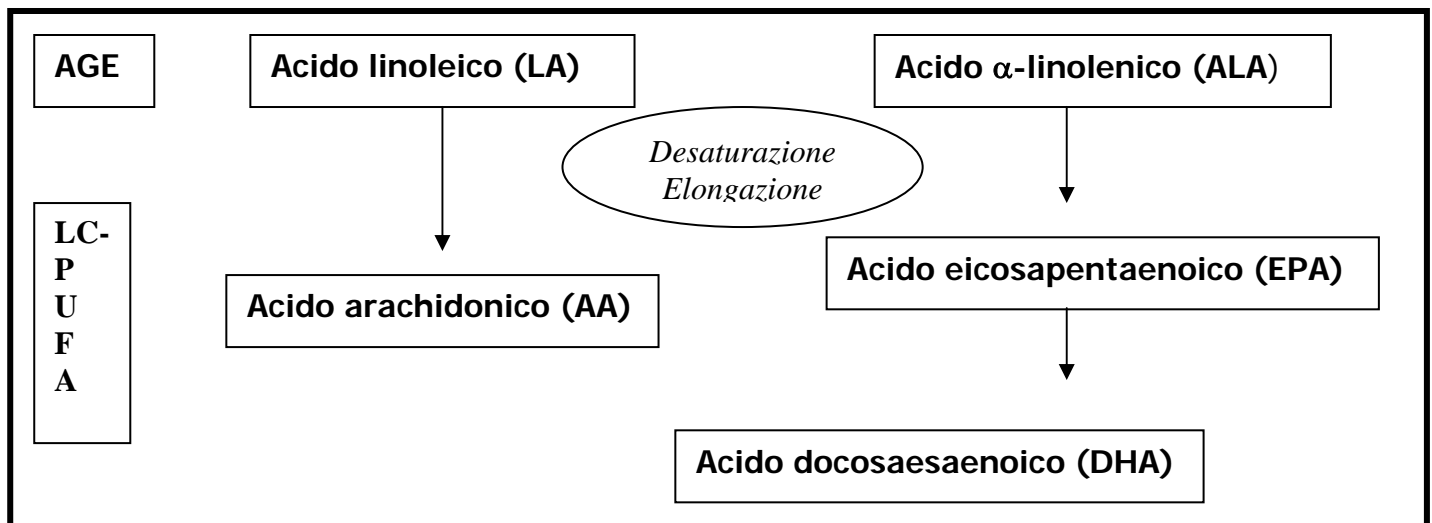 AGE
Acido linoleico (LA)
Acido α-linolenico (ALA)
Desaturazione
Elongazione
LC-
P
U
F
A
Acido eicosapentaenoico (EPA)
Acido arachidonico (AA)
Acido docosaesaenoico (DHA)